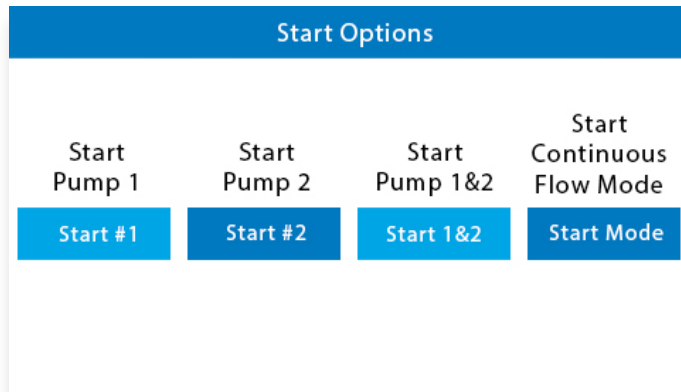 Start Options
Start
Pump 1
Start
Pump 2
Start
Pump 1&2
Start
Continuous
Flow Mode
Start #1
Start #2
Start 1&2
Start Mode